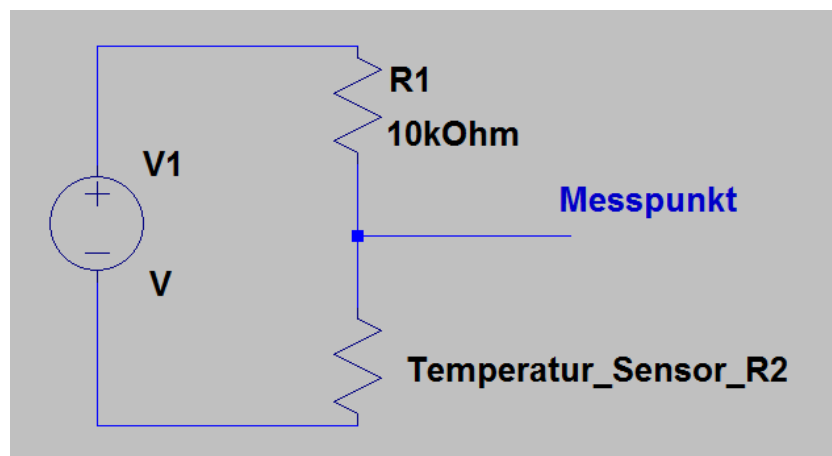 R1
10kOhm
V1
Messpunkt
V
Temperatur_Sensor_R2